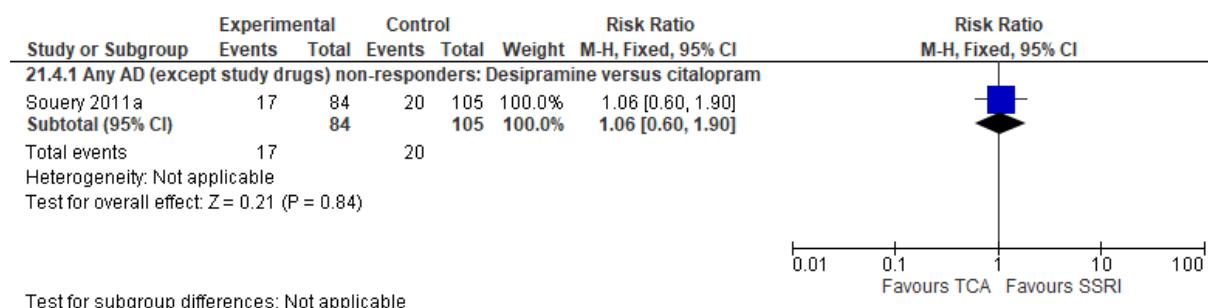 Experimental Control Risk Ratio Risk Ratio
Study or Subgroup Events Total Events Total Weight M-H, Fixed, 95% CI M-H, Fixed, 95% CI
21.4.1 Any AD (except study drugs) non-responders: Desipramine versus citalopram
Souery 2011a 17 84 20 105 100.0% 1.06 [0.60, 1.90]
Subtotal (95% CI) 84 105 100.0% 1.06 [0.60, 1.90]
Total events 17 20
Heterogeneity: Not applicable
Test for overall effect: Z = 0.21 (P = 0.84)
0.01 0.1 1 10 100
Favours TCA Favours SSRI
Test for subgroup differences: Not applicable